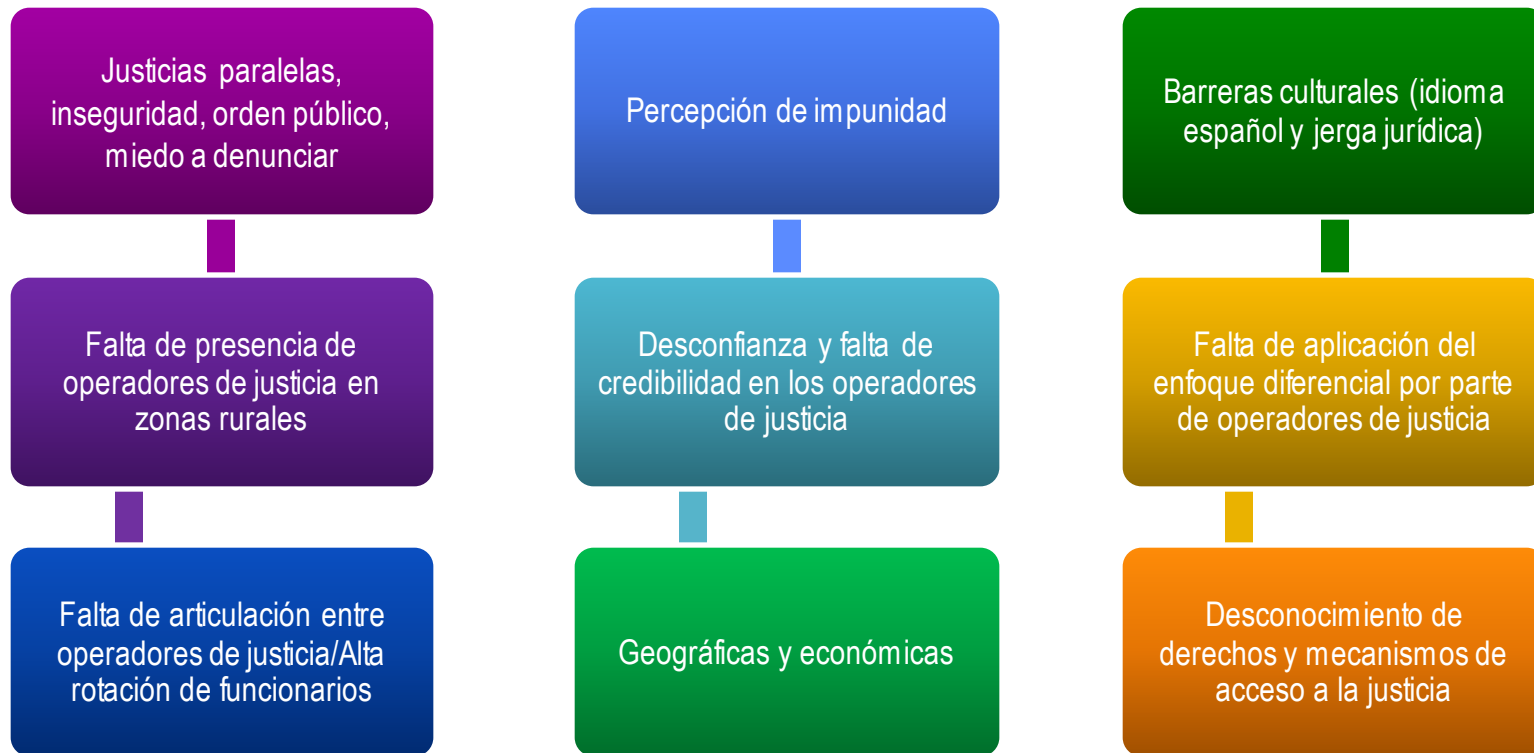 Justicias paralelas,
inseguridad, orden público,
miedo a denunciar
Percepción de impunidad
Barreras culturales (idioma
español y jerga jurídica)
Falta de presencia de
operadores de justicia en
zonas rurales
Desconfianza y falta de
credibilidad en los operadores
de justicia
Falta de aplicación del
enfoque diferencial por parte
de operadores de justicia
Falta de articulación entre
operadores de justicia/Alta
rotación de funcionarios
Geográficas y económicas
Desconocimiento de
derechos y mecanismos de
acceso a la justicia